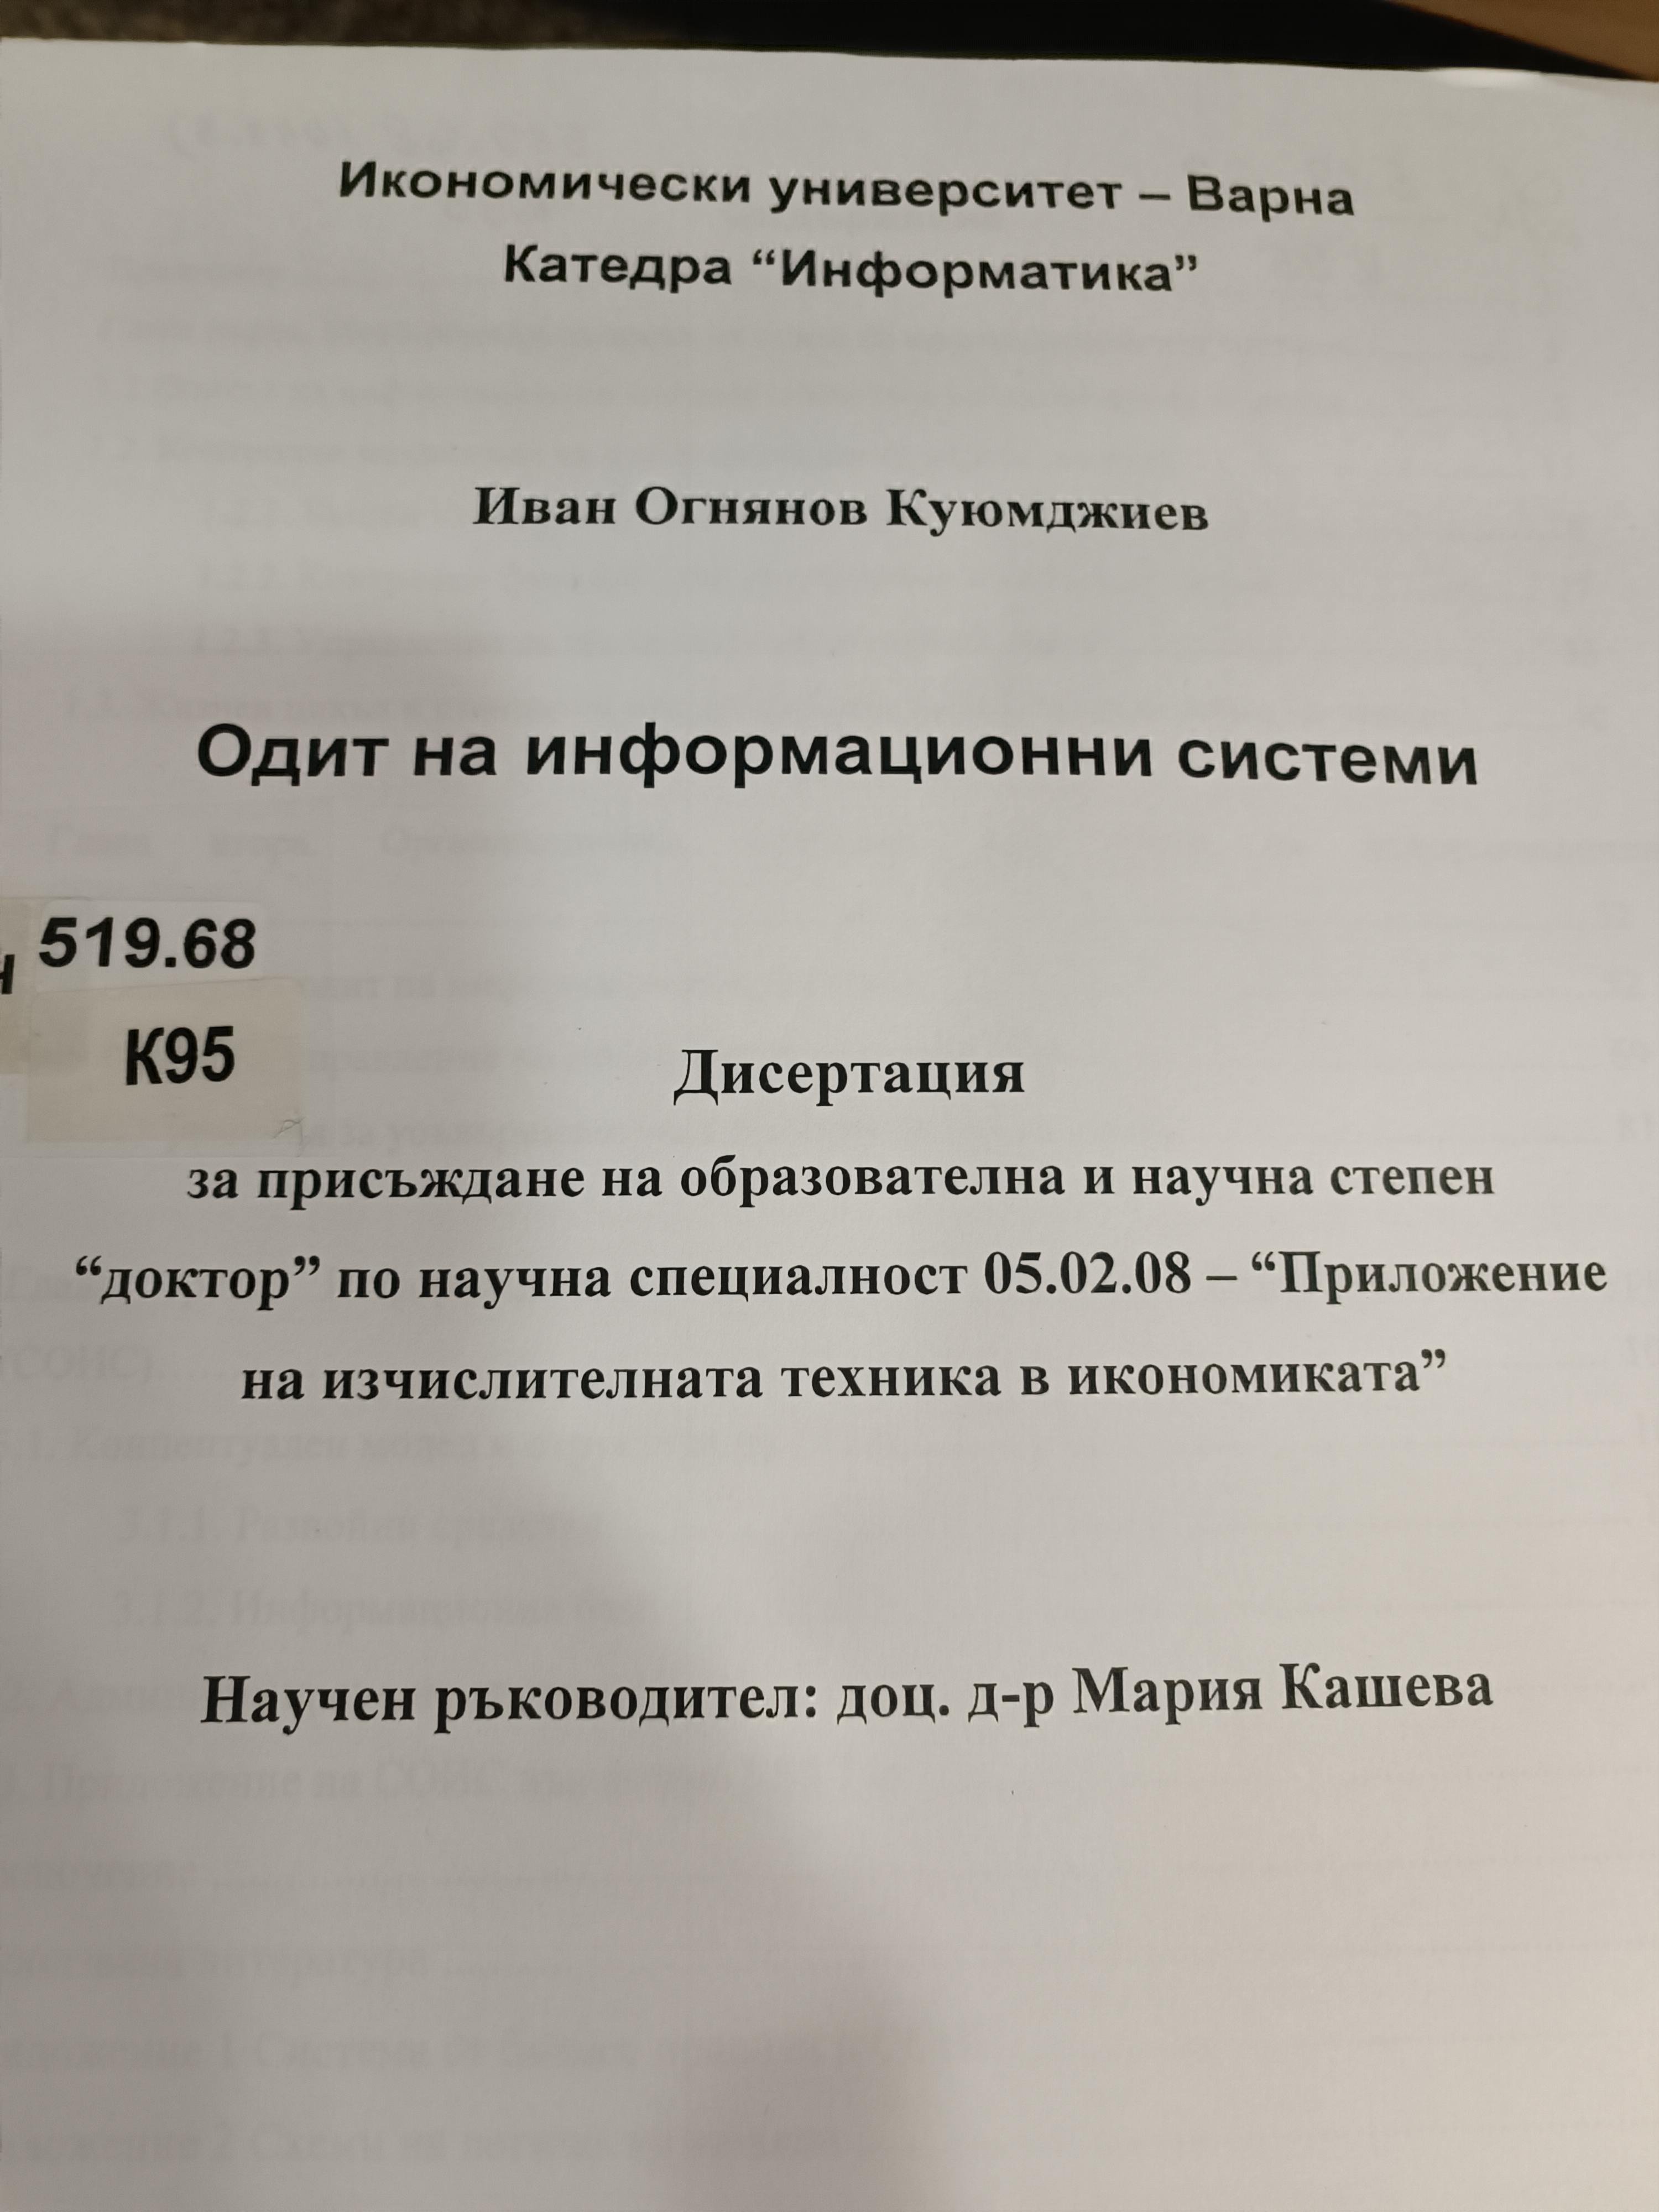 Икономически университет – Варна
Катедра “Информатика”
Иван Огнянов Куюмджиев
Одит на информационни системи
519.68
К95
Дисертация
за присъждане на образователна и научна степен
“доктор” по научна специалност 05.02.08 – “Приложение
на изчислителната техника в икономиката”
Научен ръководител: доц. д-р Мария Кашева